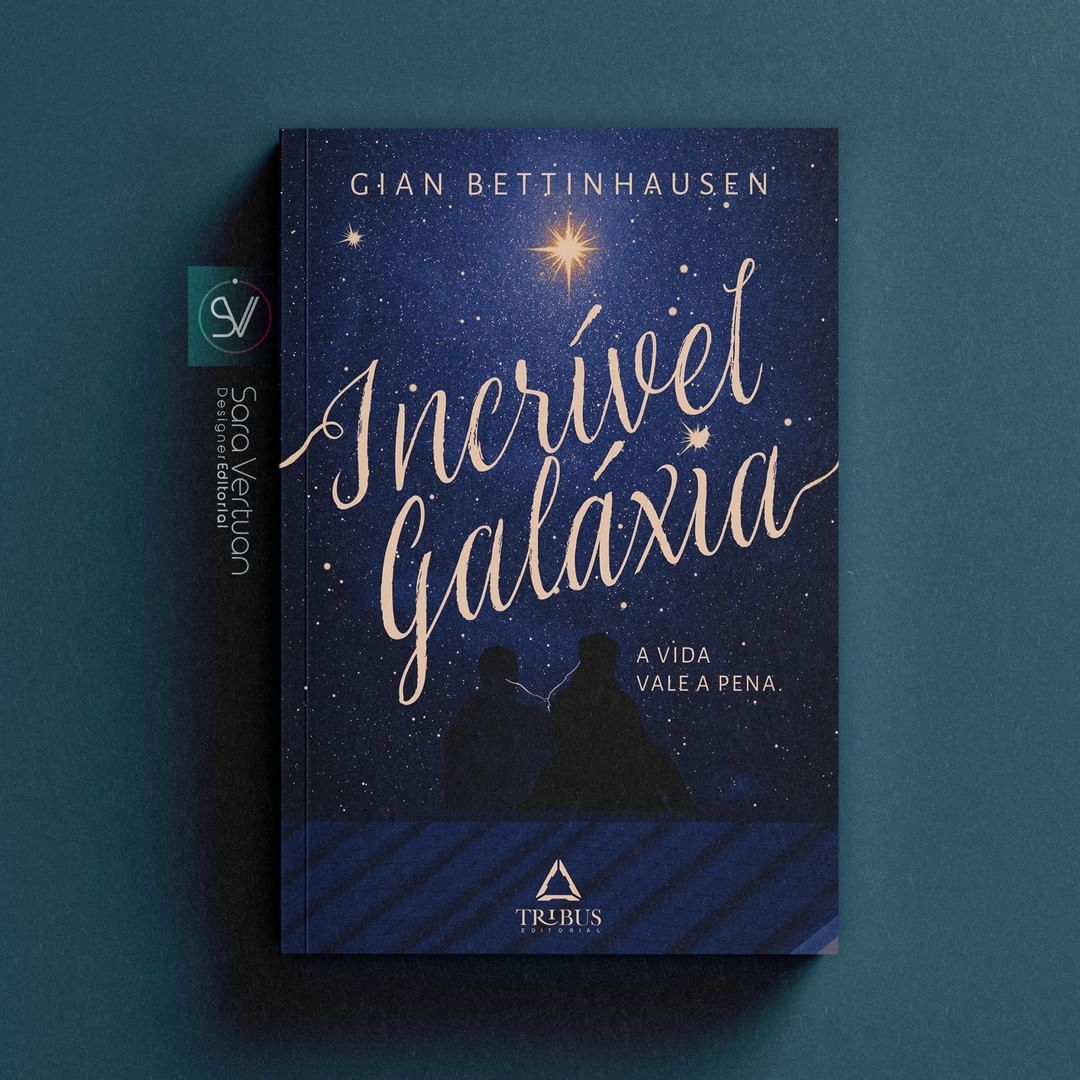 GIAN BETTINHAUSEN
Incrível
Galáxia
A VIDA
VALE A PENA.
TRIBUS
EDITORIAL
SV
Sara Vertuan
Designer Editorial